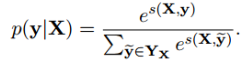 p(y|X) = e^{s(X,y)} / ∑_{ỹ∈Y_X} e^{s(X,ỹ)}.